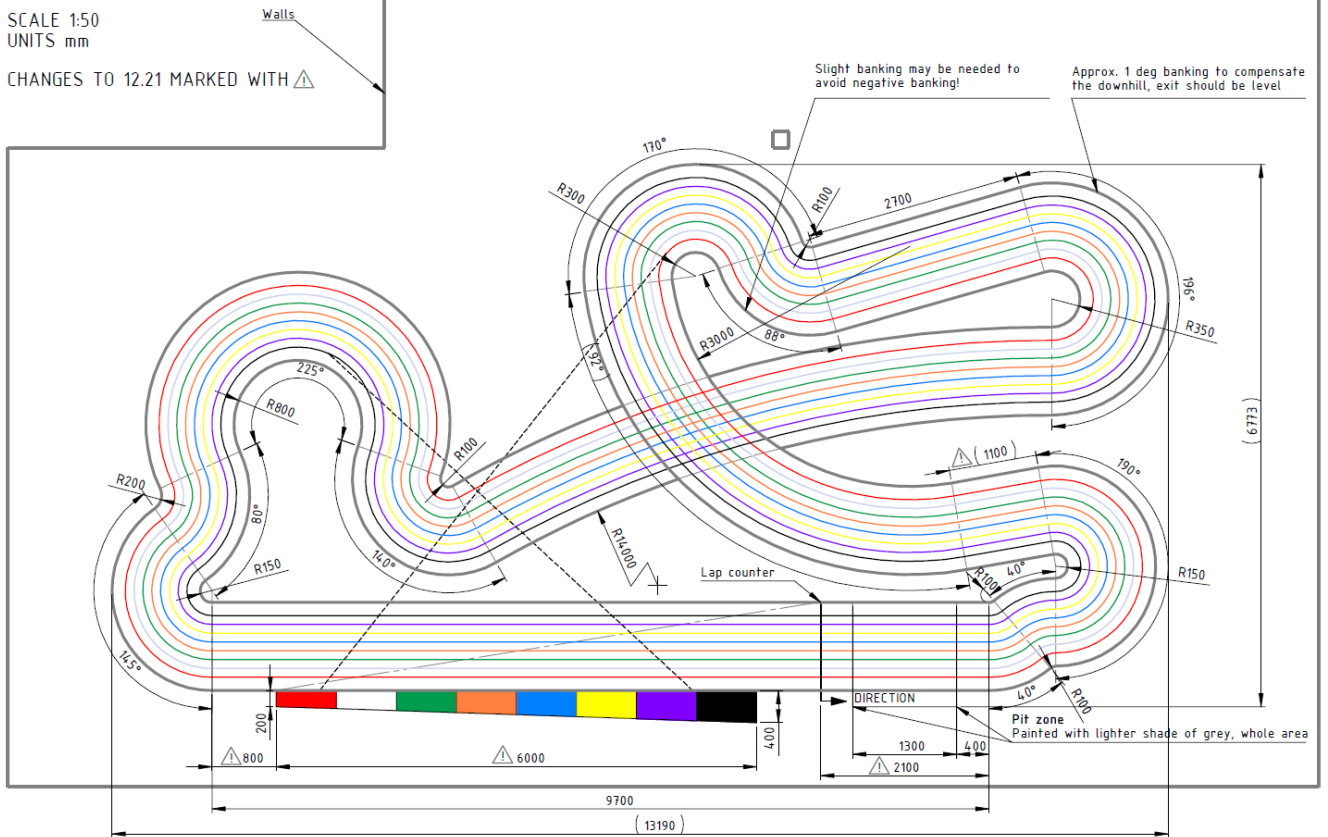 SCALE 1:50
UNITS mm
CHANGES TO 12.21 MARKED WITH ⚠
Walls
Slight banking may be needed to
avoid negative banking!
Approx. 1 deg banking to compensate
the downhill, exit should be level
170°
R300
R100
2700
196°
R350
R3000
88°
(92°)
(6773)
225°
R800
R100
R200
80°
140°
R150
R14000
⚠(1100)
190°
Lap counter
R100
40°
R150
145°
DIRECTION
40°
R100
200
400
Pit zone
Painted with lighter shade of grey, whole area
⚠800
⚠6000
1300
400
⚠2100
9700
(13190)